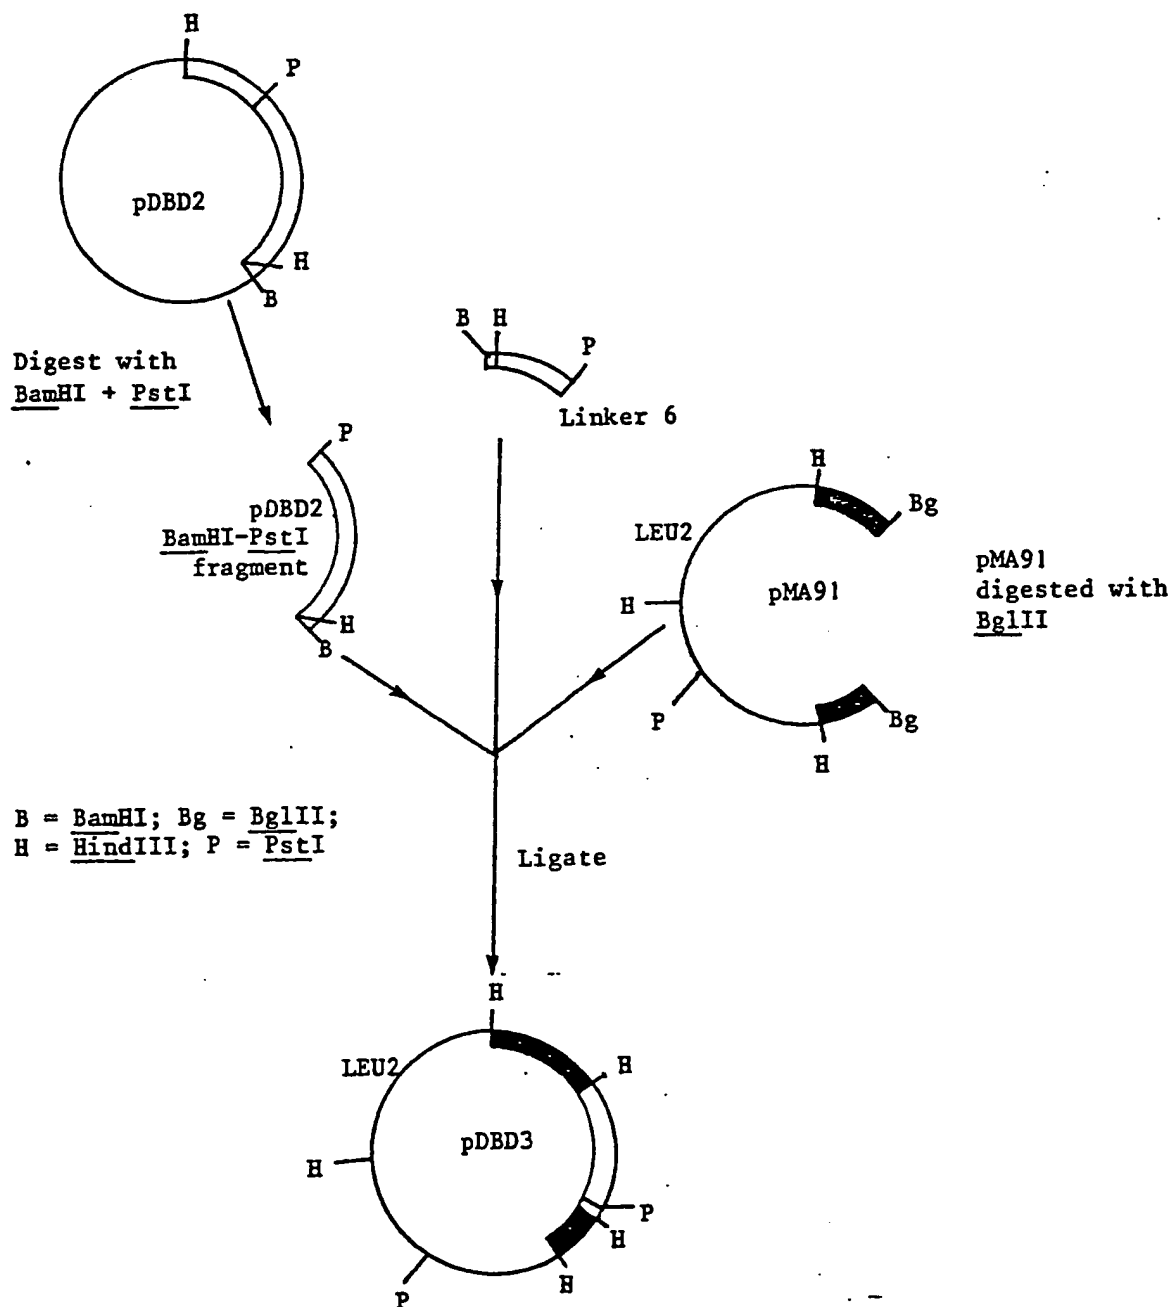 H
P
pDBD2
H
B
Digest with
BamHI + PstI
B H
P
Linker 6
P
pDBD2
BamHI-PstI
fragment
H
B
H
Bg
LEU2
pMA91
H
pMA91
digested with
BglII
P
Bg
H
B = BamHI; Bg = BglII;
H = HindIII; P = PstI
Ligate
H
LEU2
H
pDBD3
H
P
H
H
P